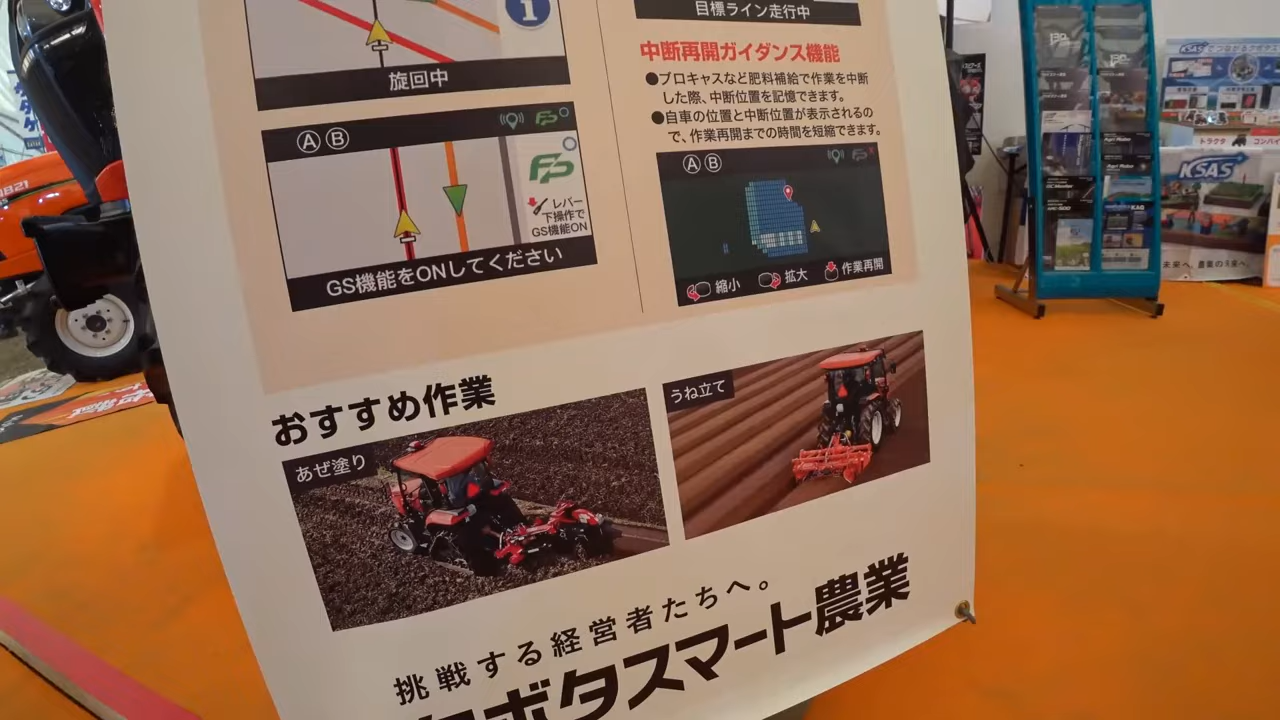 旋回中
A B
FP
レバー
下操作で
GS機能ON
GS機能をONしてください
目標ライン走行中
中断再開ガイダンス機能
●ブロキャスなど肥料補給で作業を中断
した際、中断位置を記憶できます。
●自車の位置と中断位置が表示されるの
で、作業再開までの時間を短縮できます。
A B
縮小
拡大
作業再開
おすすめ作業
あぜ塗り
うね立て
挑戦する経営者たちへ。
ボタスマート農業
KSAS
KSAS
トラクタ